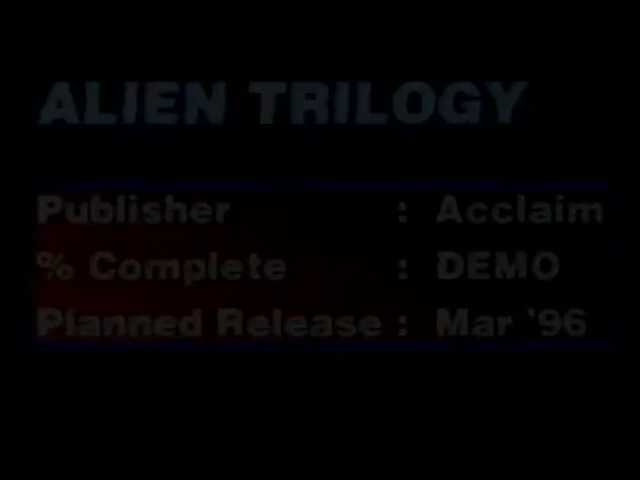 ALIEN TRILOGY
Publisher : Acclaim
% Complete : DEMO
Planned Release : Mar '96